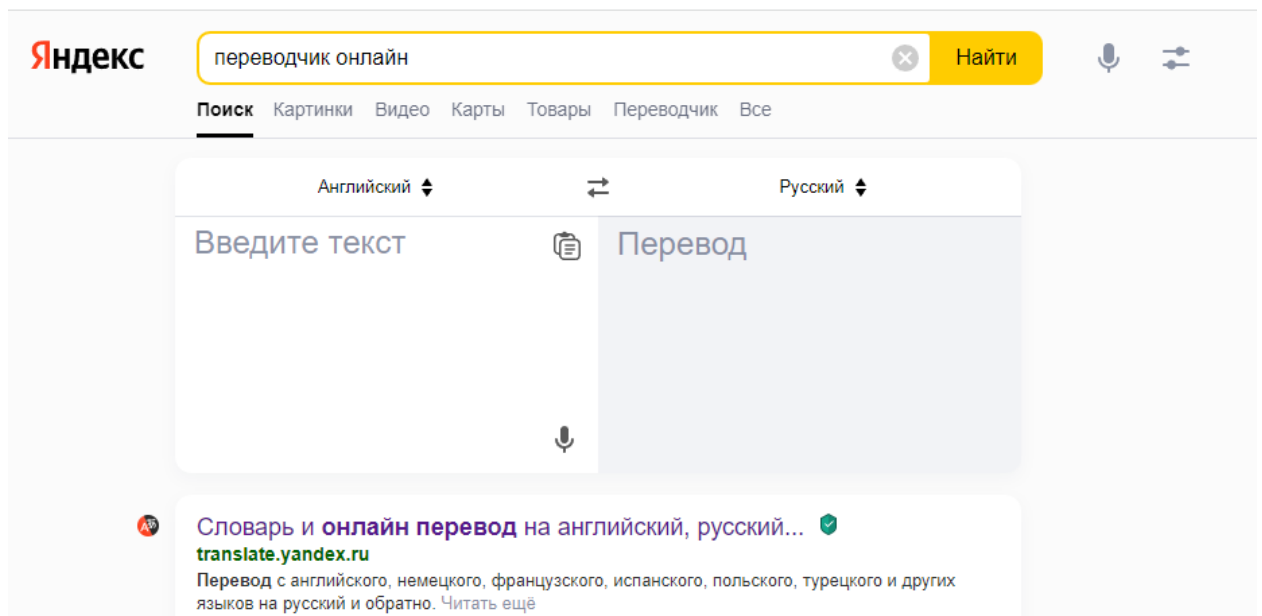 Яндекс
переводчик онлайн
Найти
Поиск Картинки Видео Карты Товары Переводчик Все
Английский
Русский
Введите текст
Перевод
Словарь и онлайн перевод на английский, русский...
translate.yandex.ru
Перевод с английского, немецкого, французского, испанского, польского, турецкого и других
языков на русский и обратно. Читать ещё